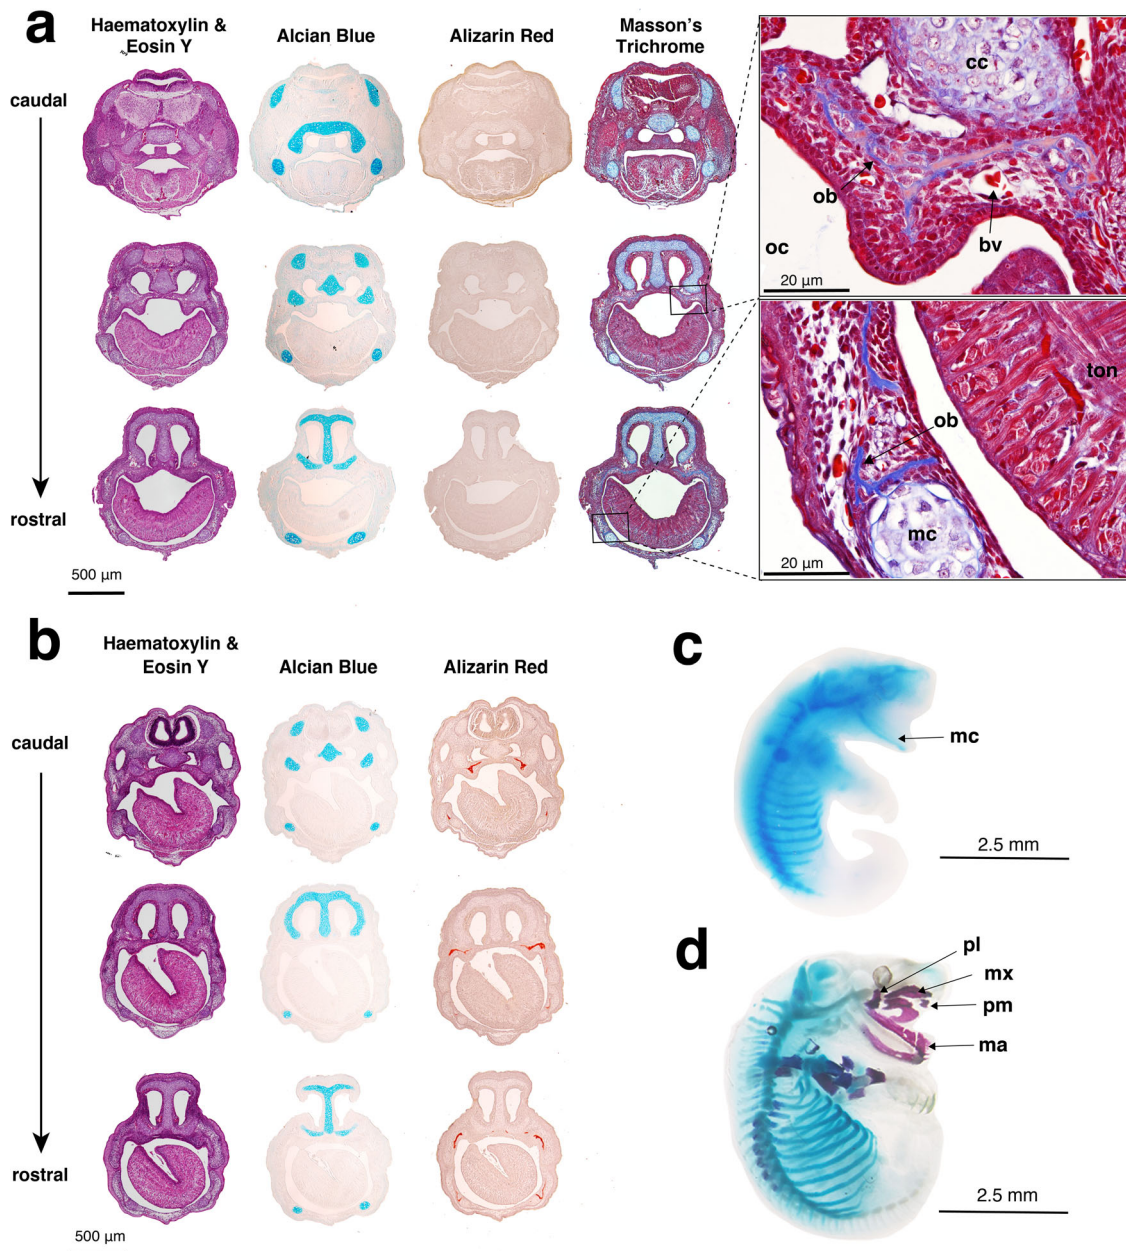 a
Haematoxylin &
Eosin Y
Alcian Blue
Alizarin Red
Masson's
Trichrome
caudal
rostral
500 µm
cc
ob
bv
oc
20 µm
ton
ob
mc
20 µm
b
Haematoxylin &
Eosin Y
Alcian Blue
Alizarin Red
caudal
rostral
500 µm
c
mc
2.5 mm
d
pl
mx
pm
ma
2.5 mm